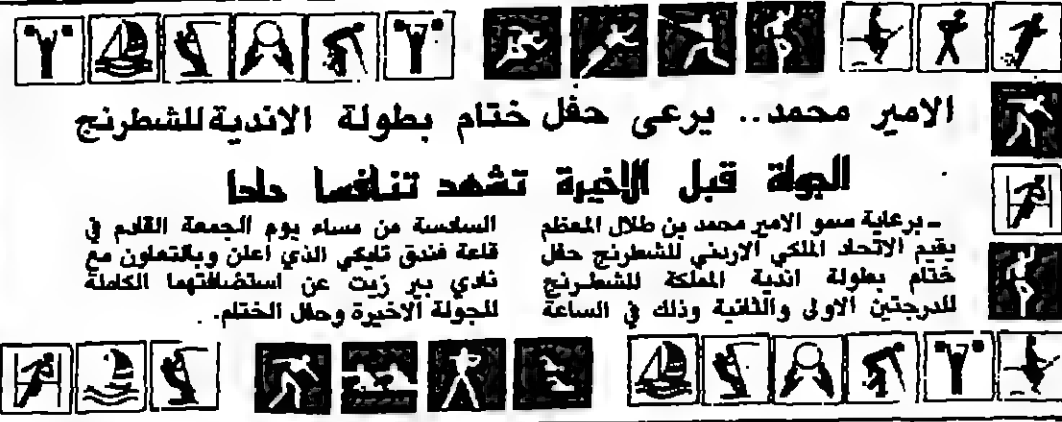 الامير محمد.. يرعى حفل ختام بطولة الاندية للشطرنج
الجولة قبل الاخيرة تشهد تنافسا حادا
ـ برعاية سمو الامير محمد بن طلال المعظم
يقيم الاتحاد الملكي الاردني للشطرنج حفل
ختام بطولة اندية المملكة للشطرنج
للدرجتين الاولى والثانية وذلك في الساعة
السادسة من مساء يوم الجمعة القادم في
قاعة فندق تايكي الذي اعلن وبالتعاون مع
نادي بير زيت عن استضافتهما الكاملة
للجولة الاخيرة وحفل الختام.